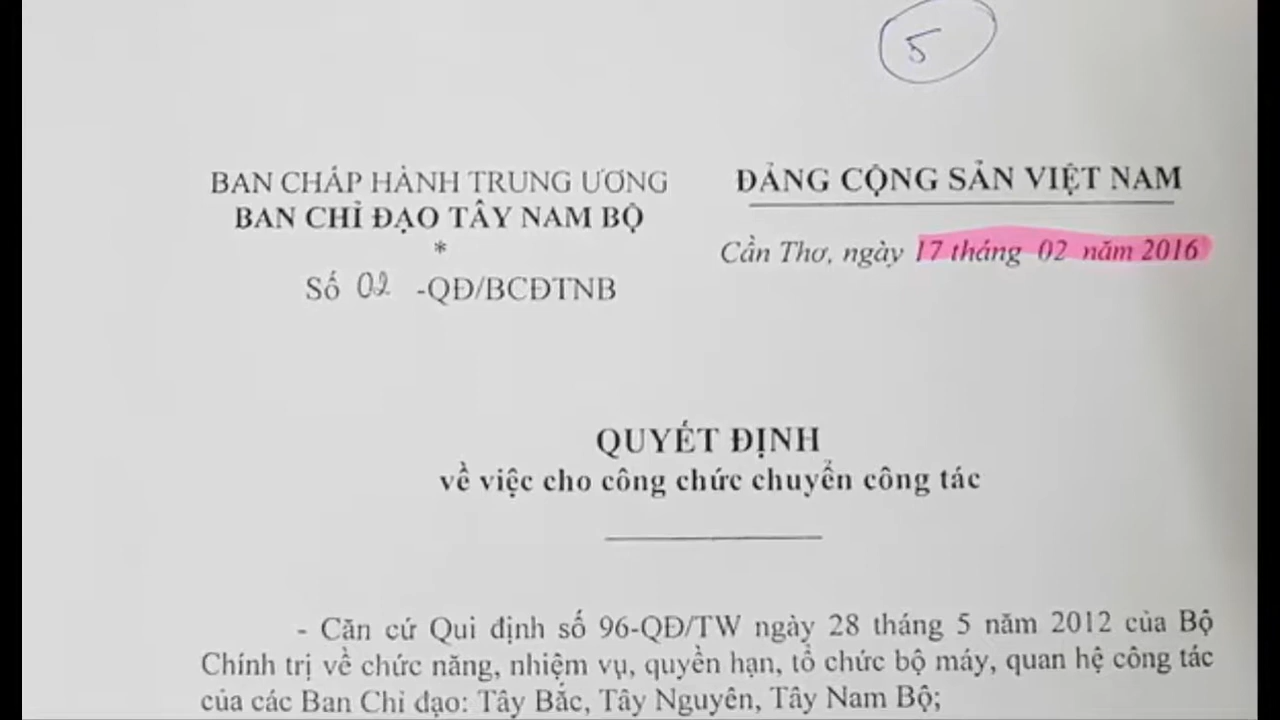 5
BAN CHẤP HÀNH TRUNG ƯƠNG
BAN CHỈ ĐẠO TÂY NAM BỘ
*
Số 02 -QĐ/BCĐTNB
ĐẢNG CỘNG SẢN VIỆT NAM
Cần Thơ, ngày 17 tháng 02 năm 2016
QUYẾT ĐỊNH
về việc cho công chức chuyển công tác
- Căn cứ Qui định số 96-QĐ/TW ngày 28 tháng 5 năm 2012 của Bộ
Chính trị về chức năng, nhiệm vụ, quyền hạn, tổ chức bộ máy, quan hệ công tác
của các Ban Chỉ đạo: Tây Bắc, Tây Nguyên, Tây Nam Bộ;